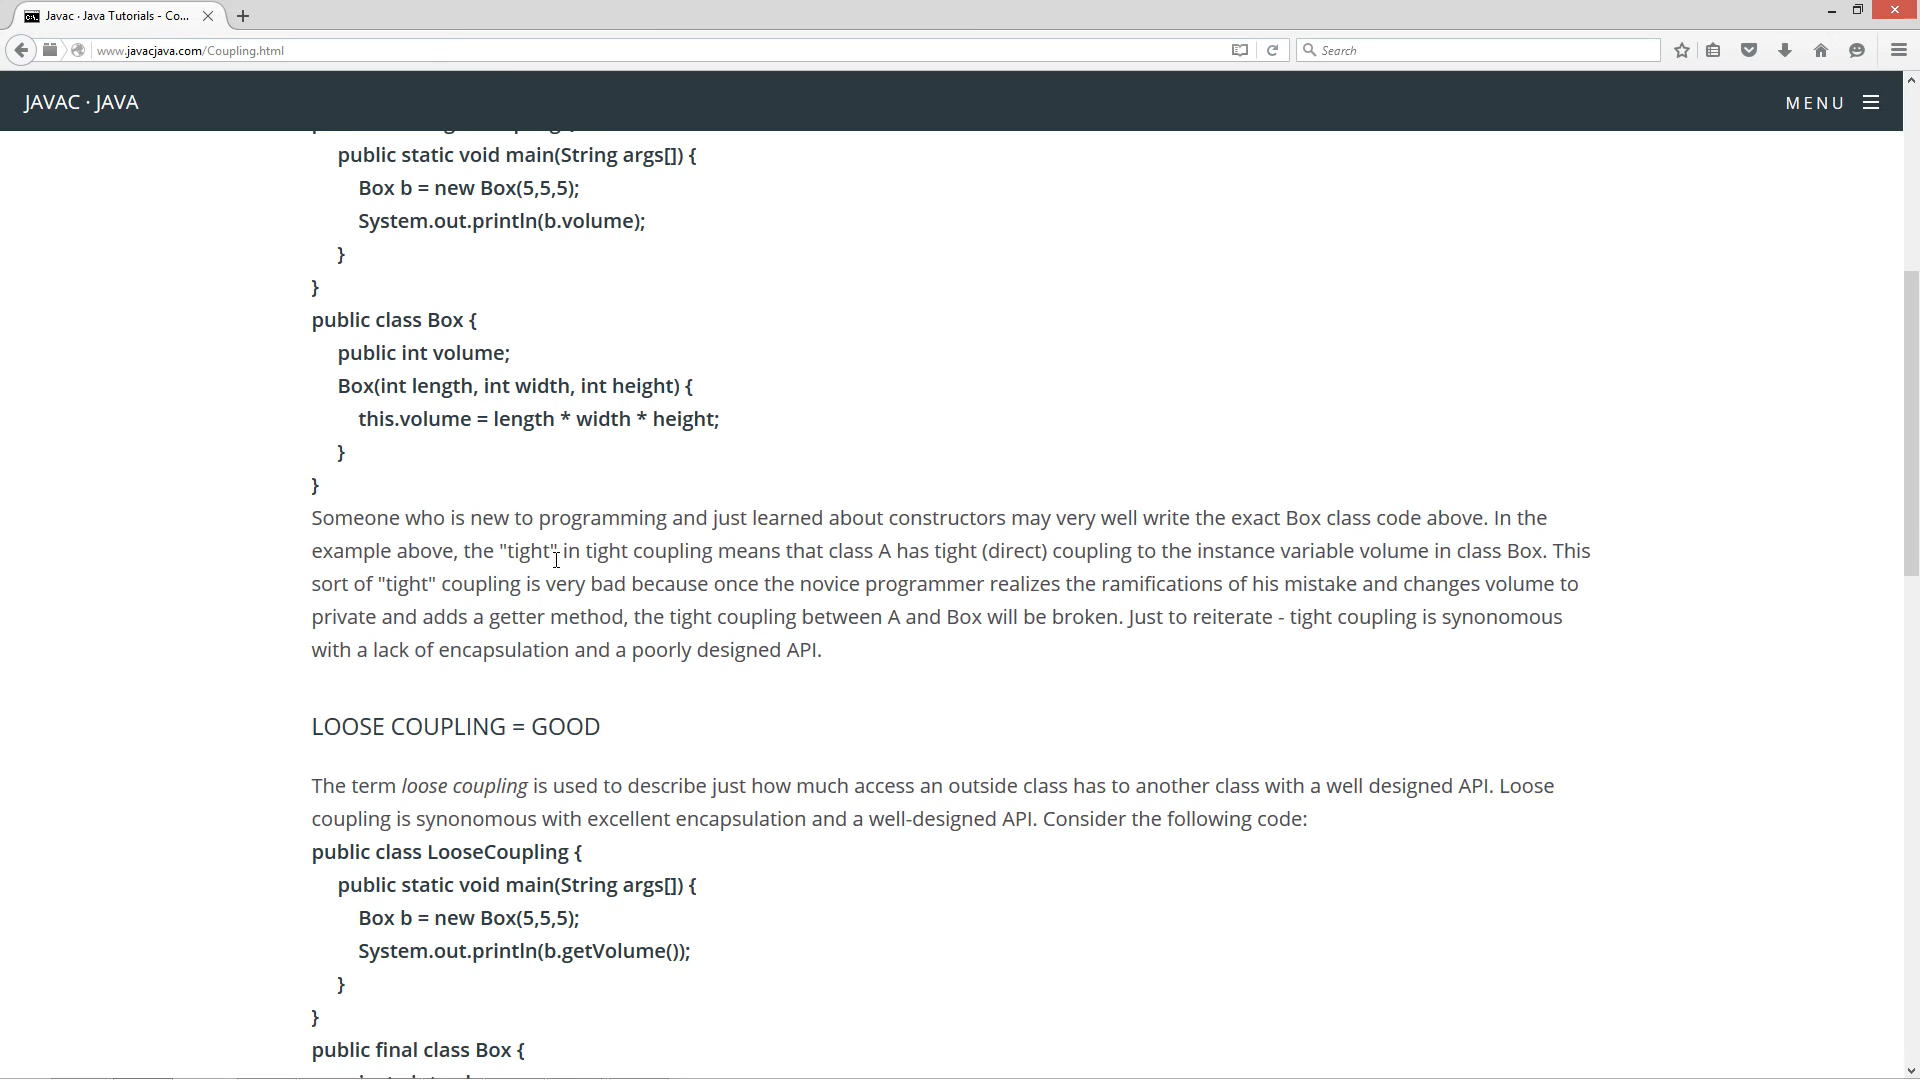 Javac · Java Tutorials - Co...
www.javacjava.com/Coupling.html
Search
JAVAC · JAVA
MENU
public static void main(String args[]) {
Box b = new Box(5,5,5);
System.out.println(b.volume);
}
}
public class Box {
public int volume;
Box(int length, int width, int height) {
this.volume = length * width * height;
}
}
Someone who is new to programming and just learned about constructors may very well write the exact Box class code above. In the
example above, the "tight" in tight coupling means that class A has tight (direct) coupling to the instance variable volume in class Box. This
sort of "tight" coupling is very bad because once the novice programmer realizes the ramifications of his mistake and changes volume to
private and adds a getter method, the tight coupling between A and Box will be broken. Just to reiterate - tight coupling is synonomous
with a lack of encapsulation and a poorly designed API.
LOOSE COUPLING = GOOD
The term loose coupling is used to describe just how much access an outside class has to another class with a well designed API. Loose
coupling is synonomous with excellent encapsulation and a well-designed API. Consider the following code:
public class LooseCoupling {
public static void main(String args[]) {
Box b = new Box(5,5,5);
System.out.println(b.getVolume());
}
}
public final class Box {